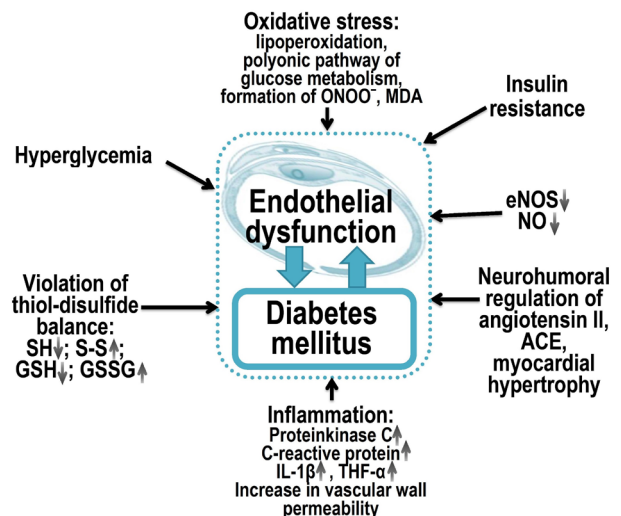 Oxidative stress:
lipoperoxidation,
polyonic pathway of
glucose metabolism,
formation of ONOO⁻, MDA
Insulin
resistance
Hyperglycemia
Endothelial
dysfunction
eNOS↓
NO↓
Violation of
thiol-disulfide
balance:
SH↓; S-S↑;
GSH↓; GSSG↑
Diabetes
mellitus
Neurohumoral
regulation of
angiotensin II,
ACE,
myocardial
hypertrophy
Inflammation:
Proteinkinase C↑
C-reactive protein↑
IL-1β↑, THF-α↑
Increase in vascular wall
permeability